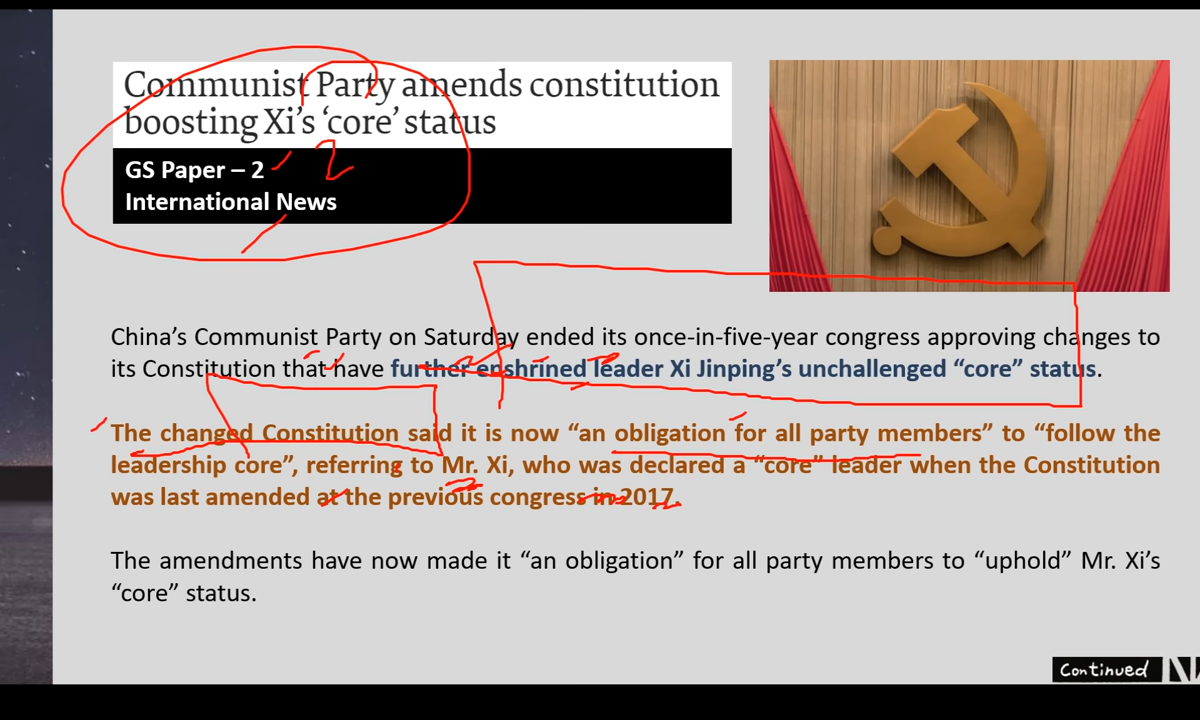 Communist Party amends constitution
boosting Xi’s ‘core’ status
GS Paper – 2
2
International News
China’s Communist Party on Saturday ended its once-in-five-year congress approving changes to
its Constitution that have further enshrined leader Xi Jinping’s unchallenged “core” status.
The changed Constitution said it is now “an obligation for all party members” to “follow the
leadership core”, referring to Mr. Xi, who was declared a “core” leader when the Constitution
was last amended at the previous congress in 2017.
The amendments have now made it “an obligation” for all party members to “uphold” Mr. Xi’s
“core” status.
Continued